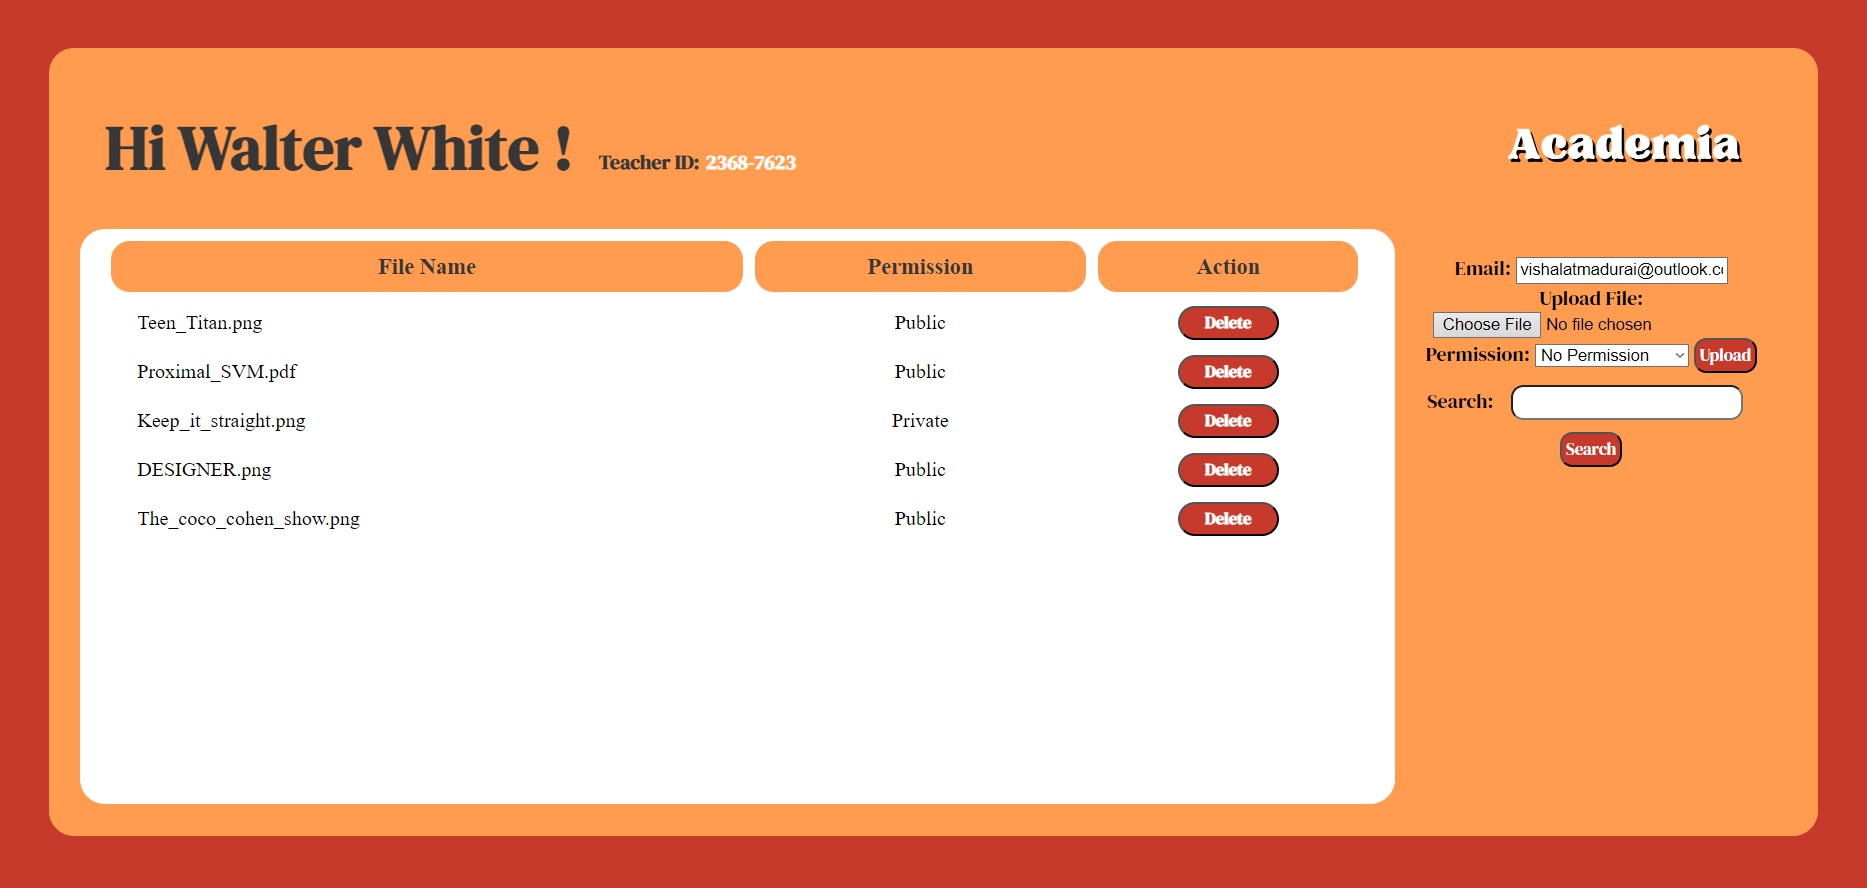 Hi Walter White ! Teacher ID: 2368-7623
Academia
File Name Permission Action
Teen_Titan.png Public Delete
Proximal_SVM.pdf Public Delete
Keep_it_straight.png Private Delete
DESIGNER.png Public Delete
The_coco_cohen_show.png Public Delete
Email: vishalatmadurai@outlook.c
Upload File:
Choose File No file chosen
Permission: No Permission Upload
Search:
Search